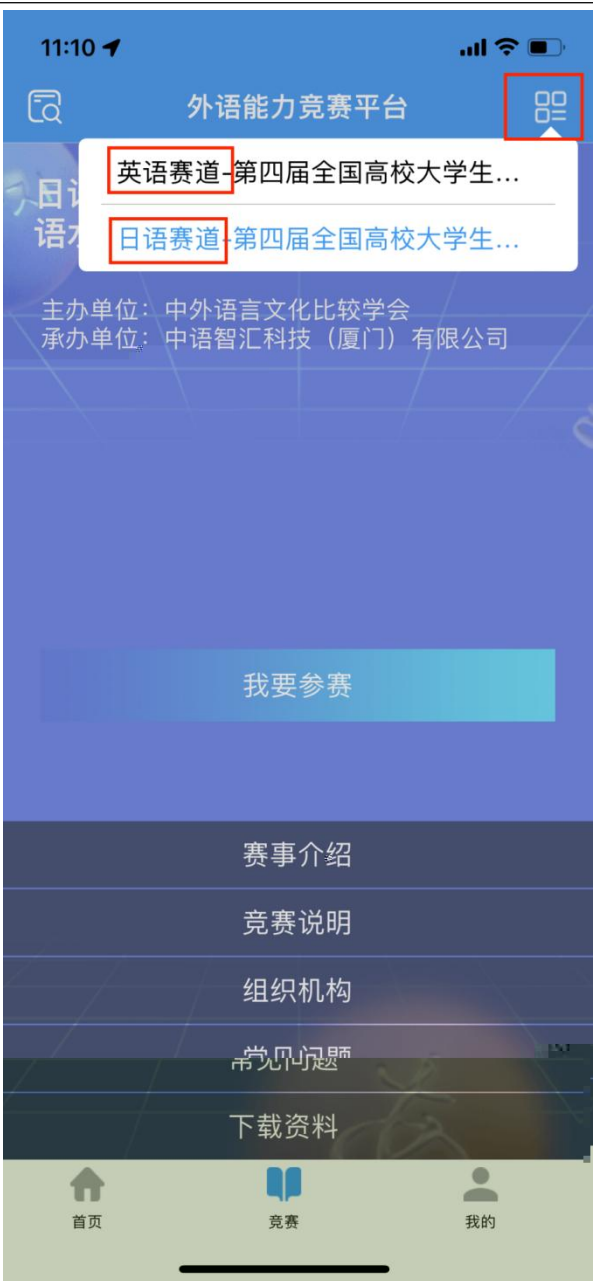 11:10
外语能力竞赛平台
英语赛道-第四届全国高校大学生...
日语赛道-第四届全国高校大学生...
日
语
主办单位：中外语言文化比较学会
承办单位：中语智汇科技（厦门）有限公司
我要参赛
赛事介绍
竞赛说明
组织机构
常见问题
下载资料
首页
竞赛
我的